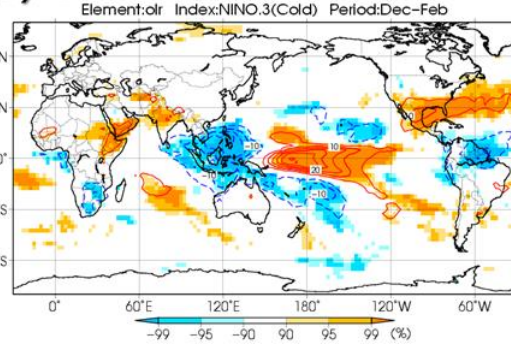 Element:olr Index:NINO.3(Cold) Period:Dec–Feb
N
N
0°
S
S
-10
10
20
-10
0° 60°E 120°E 180° 120°W 60°W
-99 -95 -90 90 95 99 (%)